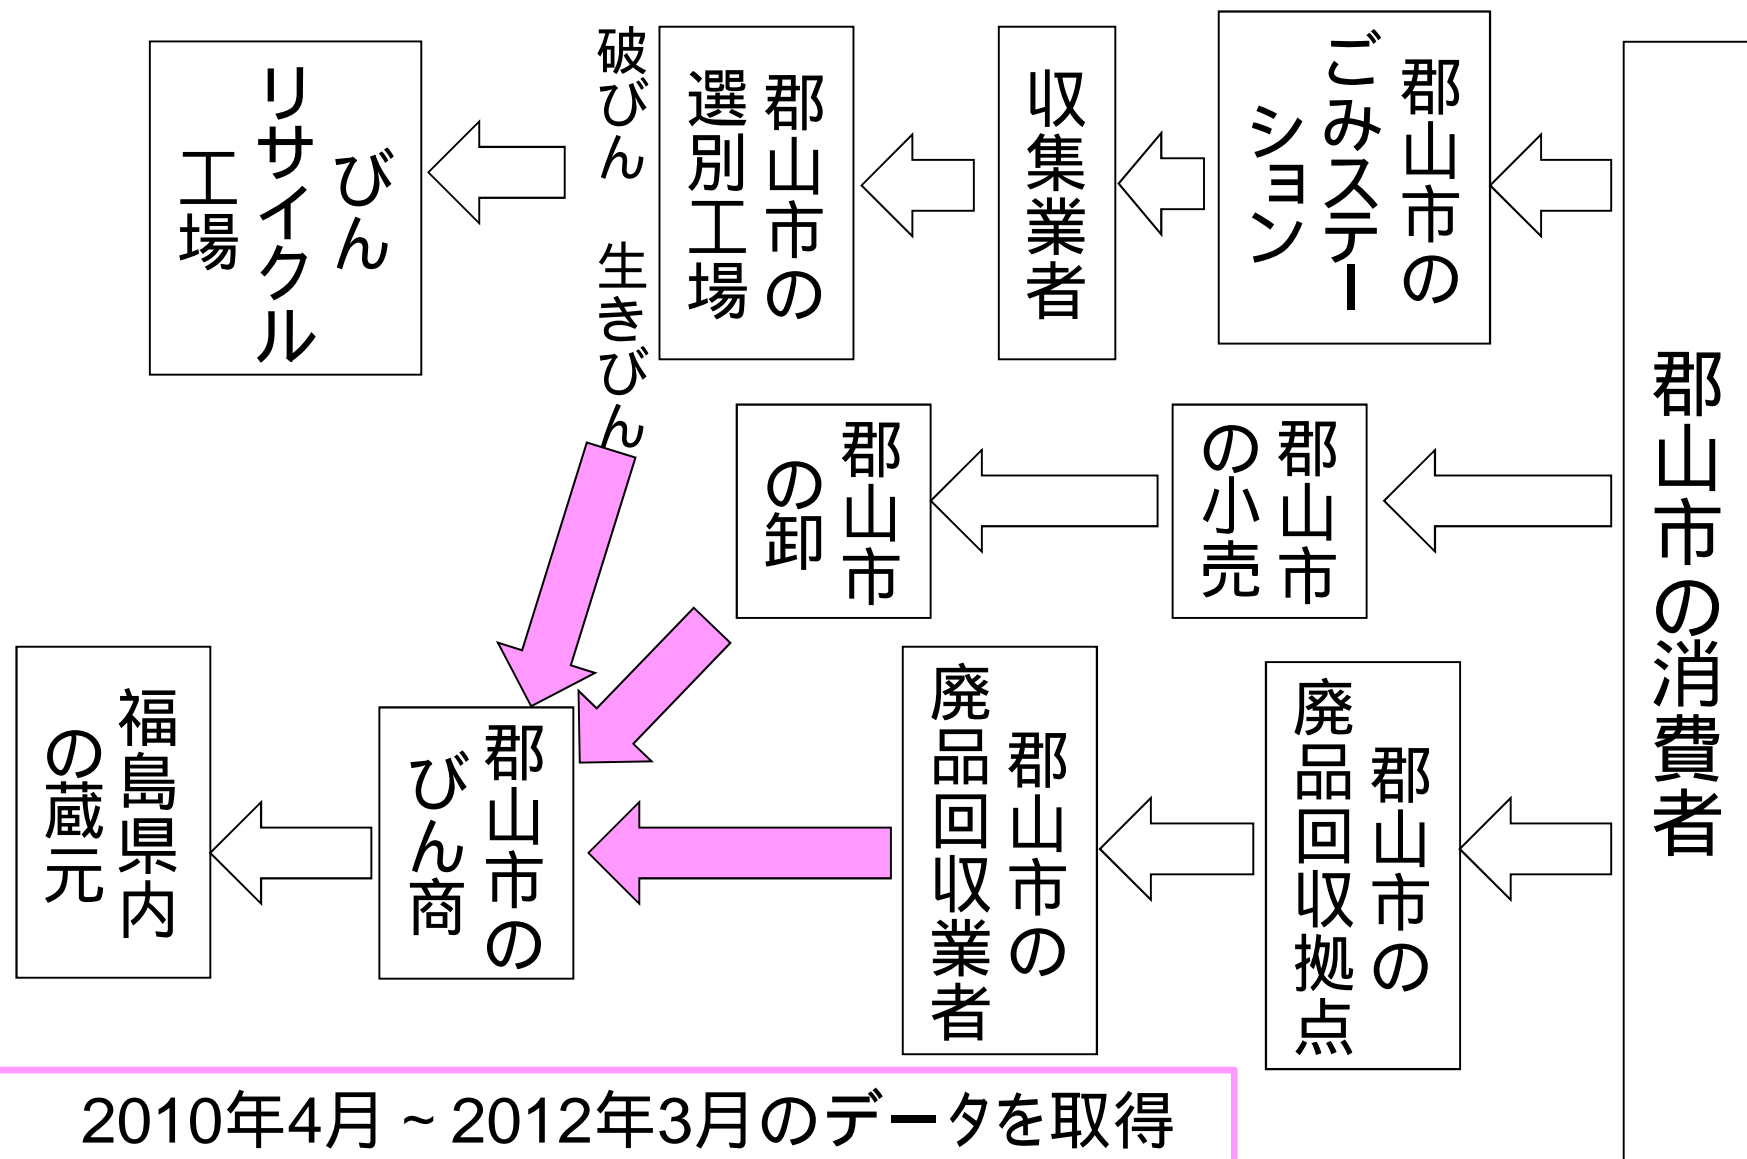 郡山市の消費者
郡山市の
ごみステー
ション
収集業者
郡山市の
選別工場
破びん　生きびん
びん
リサイクル
工場
郡山市
の小売
郡山市
の卸
郡山市の
廃品回収拠点
郡山市の
廃品回収業者
郡山市の
びん商
福島県内
の蔵元
2010年4月 ~ 2012年3月のデータを取得